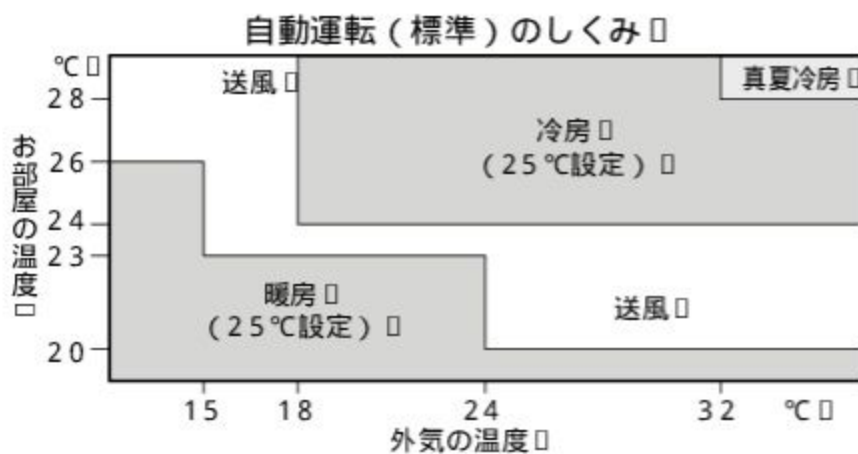 自動運転(標準)のしくみ
℃
送風
真夏冷房
28
冷房
(25℃設定)
お部屋の温度
26
24
23
暖房
(25℃設定)
送風
20
15 18 24 32 ℃
外気の温度